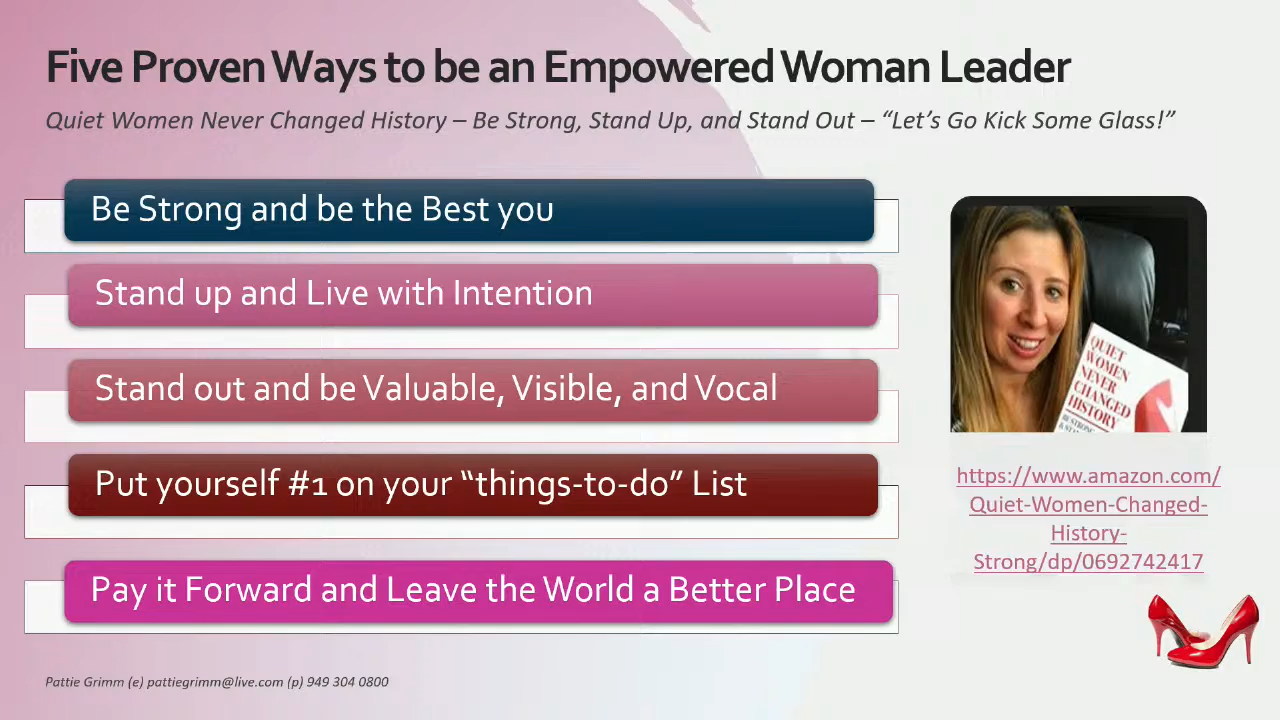 Five Proven Ways to be an Empowered Woman Leader
Quiet Women Never Changed History – Be Strong, Stand Up, and Stand Out – “Let’s Go Kick Some Glass!”
Be Strong and be the Best you
Stand up and Live with Intention
Stand out and be Valuable, Visible, and Vocal
Put yourself #1 on your “things-to-do” List
Pay it Forward and Leave the World a Better Place
QUIET
WOMEN
NEVER
CHANGED
HISTORY
https://www.amazon.com/
Quiet-Women-Changed-
History-
Strong/dp/0692742417
Pattie Grimm (e) pattiegrimm@live.com (p) 949 304 0800